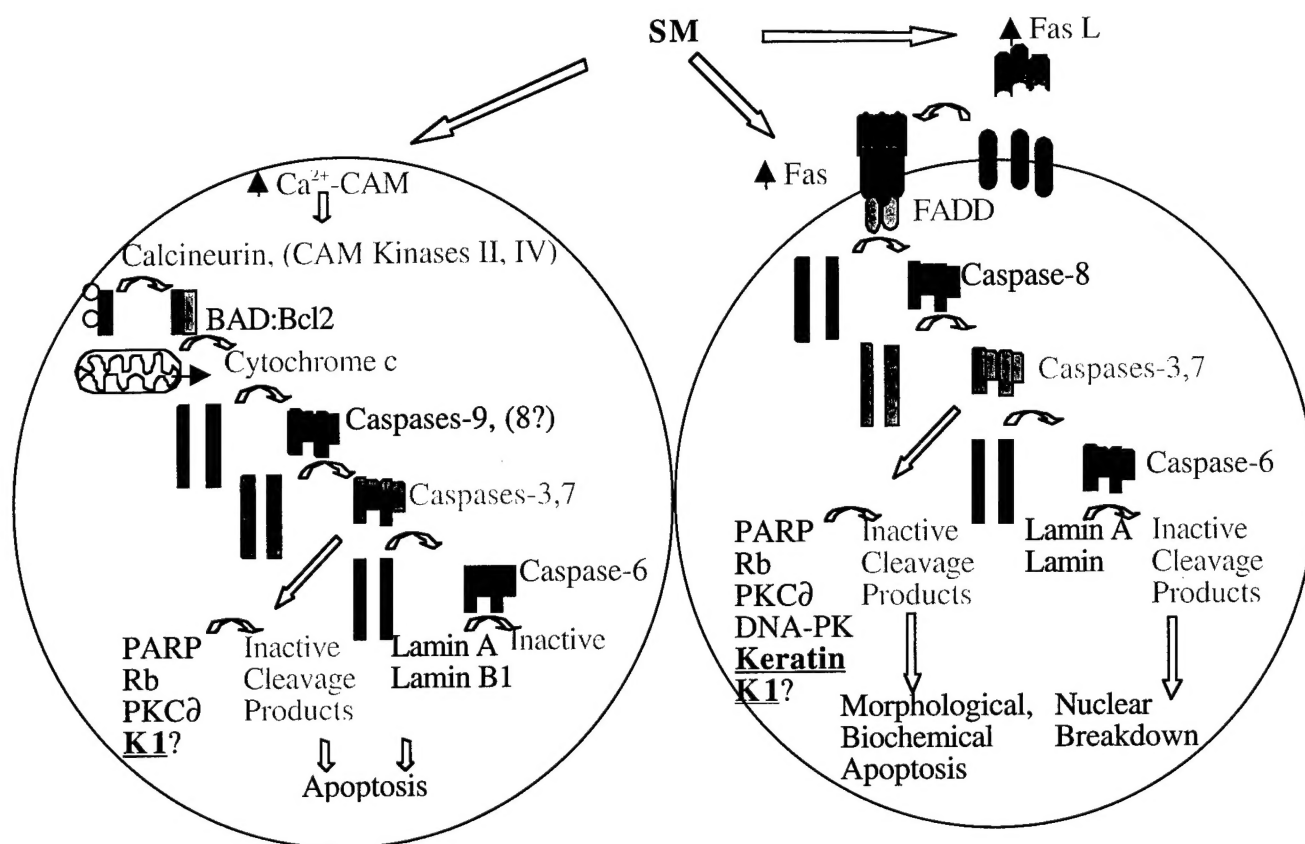 SM
Fas L
Ca²⁺-CAM
Calcineurin, (CAM Kinases II, IV)
BAD:Bcl2
Cytochrome c
Caspases-9, (8?)
Caspases-3,7
Caspase-6
PARP
Rb
PKC∂
K1?
Inactive
Cleavage
Products
Lamin A
Lamin B1
Inactive
Apoptosis
Fas
FADD
Caspase-8
Caspases-3,7
Caspase-6
PARP
Rb
PKC∂
DNA-PK
Keratin
K1?
Inactive
Cleavage
Products
Lamin A
Lamin
Inactive
Cleavage
Products
Morphological,
Biochemical
Apoptosis
Nuclear
Breakdown